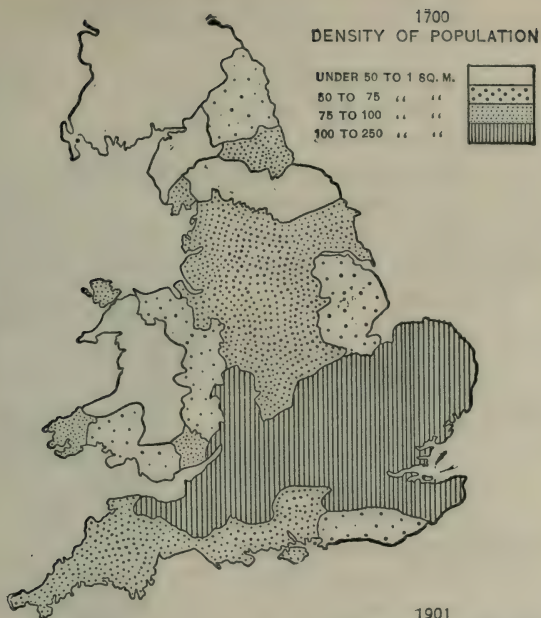 1700
DENSITY OF POPULATION
UNDER 50 TO 1 SQ. M.
50 TO 75 “ “
75 TO 100 “ “
100 TO 250 “ “
1901